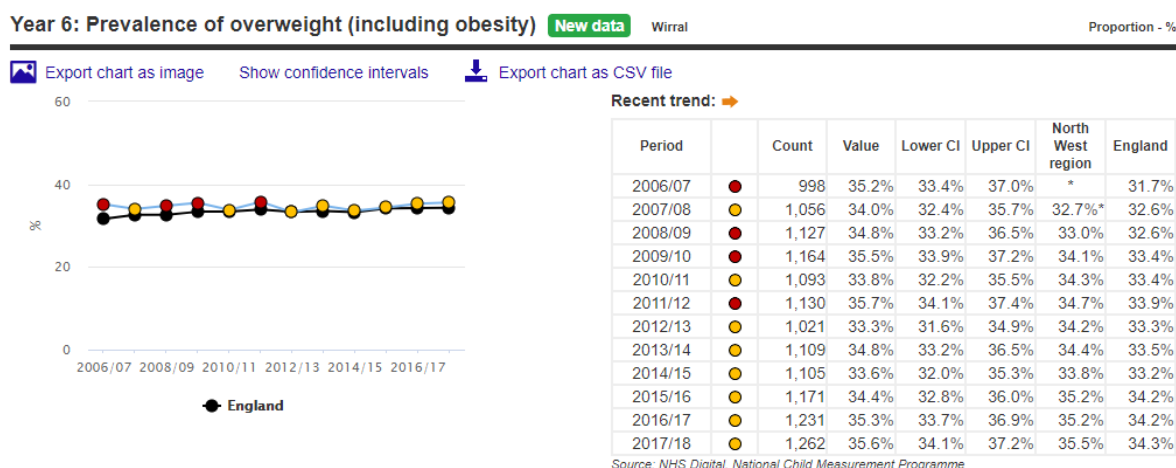 Year 6: Prevalence of overweight (including obesity) New data Wirral Proportion - %
Export chart as image Show confidence intervals Export chart as CSV file
60
40
20
0
%
2006/07 2008/09 2010/11 2012/13 2014/15 2016/17
England
Recent trend:
Period Count Value Lower CI Upper CI North West region England
2006/07 998 35.2% 33.4% 37.0% * 31.7%
2007/08 1,056 34.0% 32.4% 35.7% 32.7%* 32.6%
2008/09 1,127 34.8% 33.2% 36.5% 33.0% 32.6%
2009/10 1,164 35.5% 33.9% 37.2% 34.1% 33.4%
2010/11 1,093 33.8% 32.2% 35.5% 34.3% 33.4%
2011/12 1,130 35.7% 34.1% 37.4% 34.7% 33.9%
2012/13 1,021 33.3% 31.6% 34.9% 34.2% 33.3%
2013/14 1,109 34.8% 33.2% 36.5% 34.4% 33.5%
2014/15 1,105 33.6% 32.0% 35.3% 33.8% 33.2%
2015/16 1,171 34.4% 32.8% 36.0% 35.2% 34.2%
2016/17 1,231 35.3% 33.7% 36.9% 35.2% 34.2%
2017/18 1,262 35.6% 34.1% 37.2% 35.5% 34.3%
Source: NHS Digital, National Child Measurement Programme